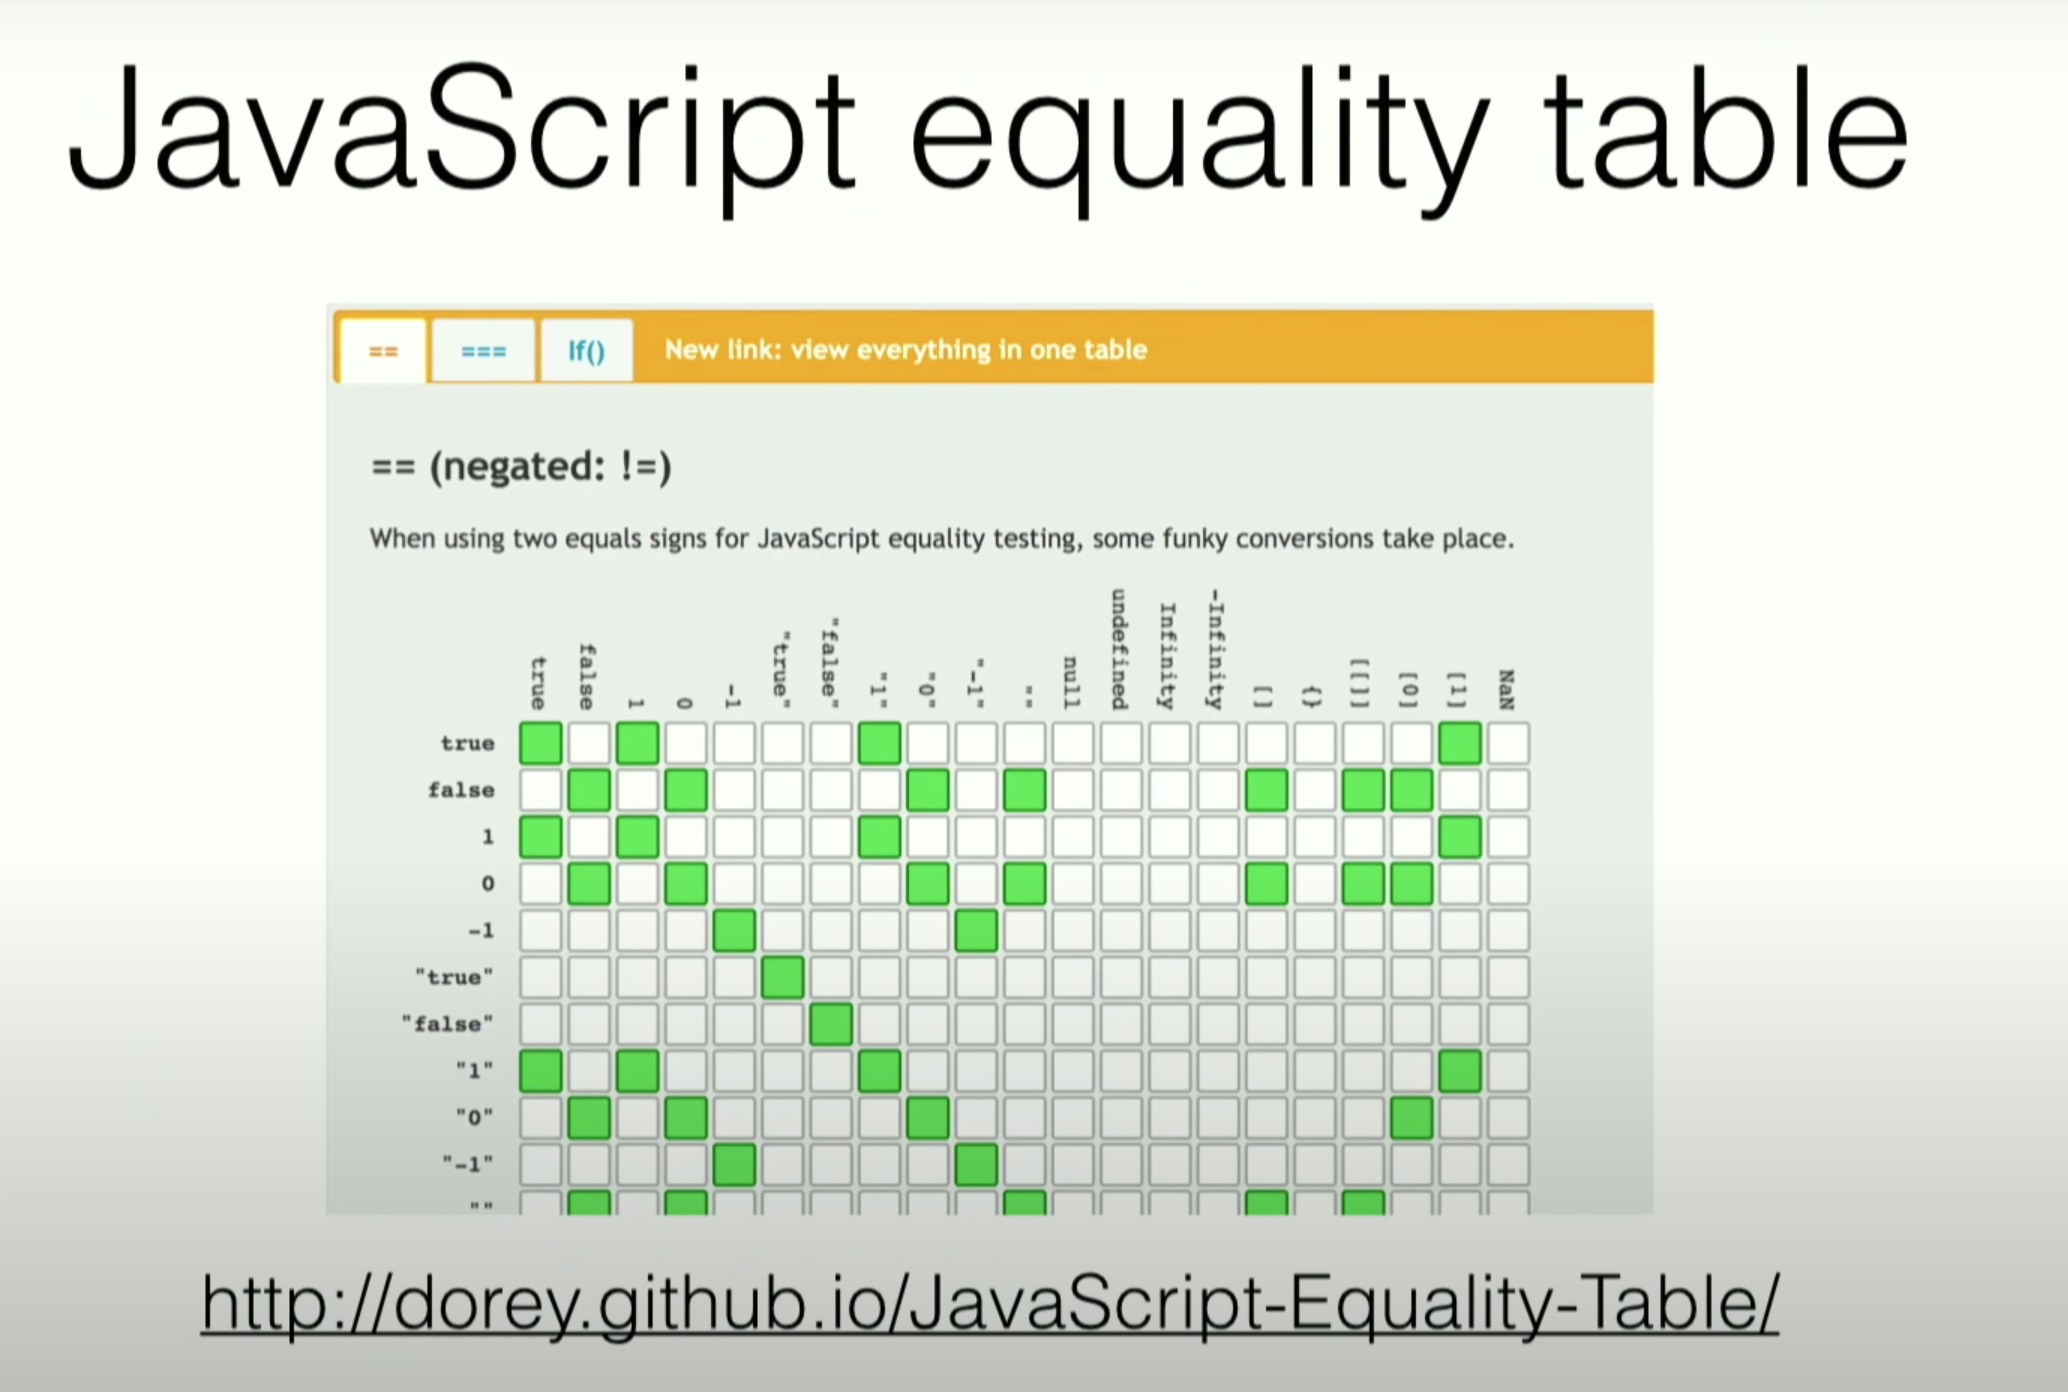 JavaScript equality table
== === If() New link: view everything in one table
== (negated: !=)
When using two equals signs for JavaScript equality testing, some funky conversions take place.
true false 1 0 -1 "true" "false" "1" "0" "-1" "" null undefined Infinity -Infinity [] {} [[]] [0] [1] NaN
true
false
1
0
-1
"true"
"false"
"1"
"0"
"-1"
""
http://dorey.github.io/JavaScript-Equality-Table/